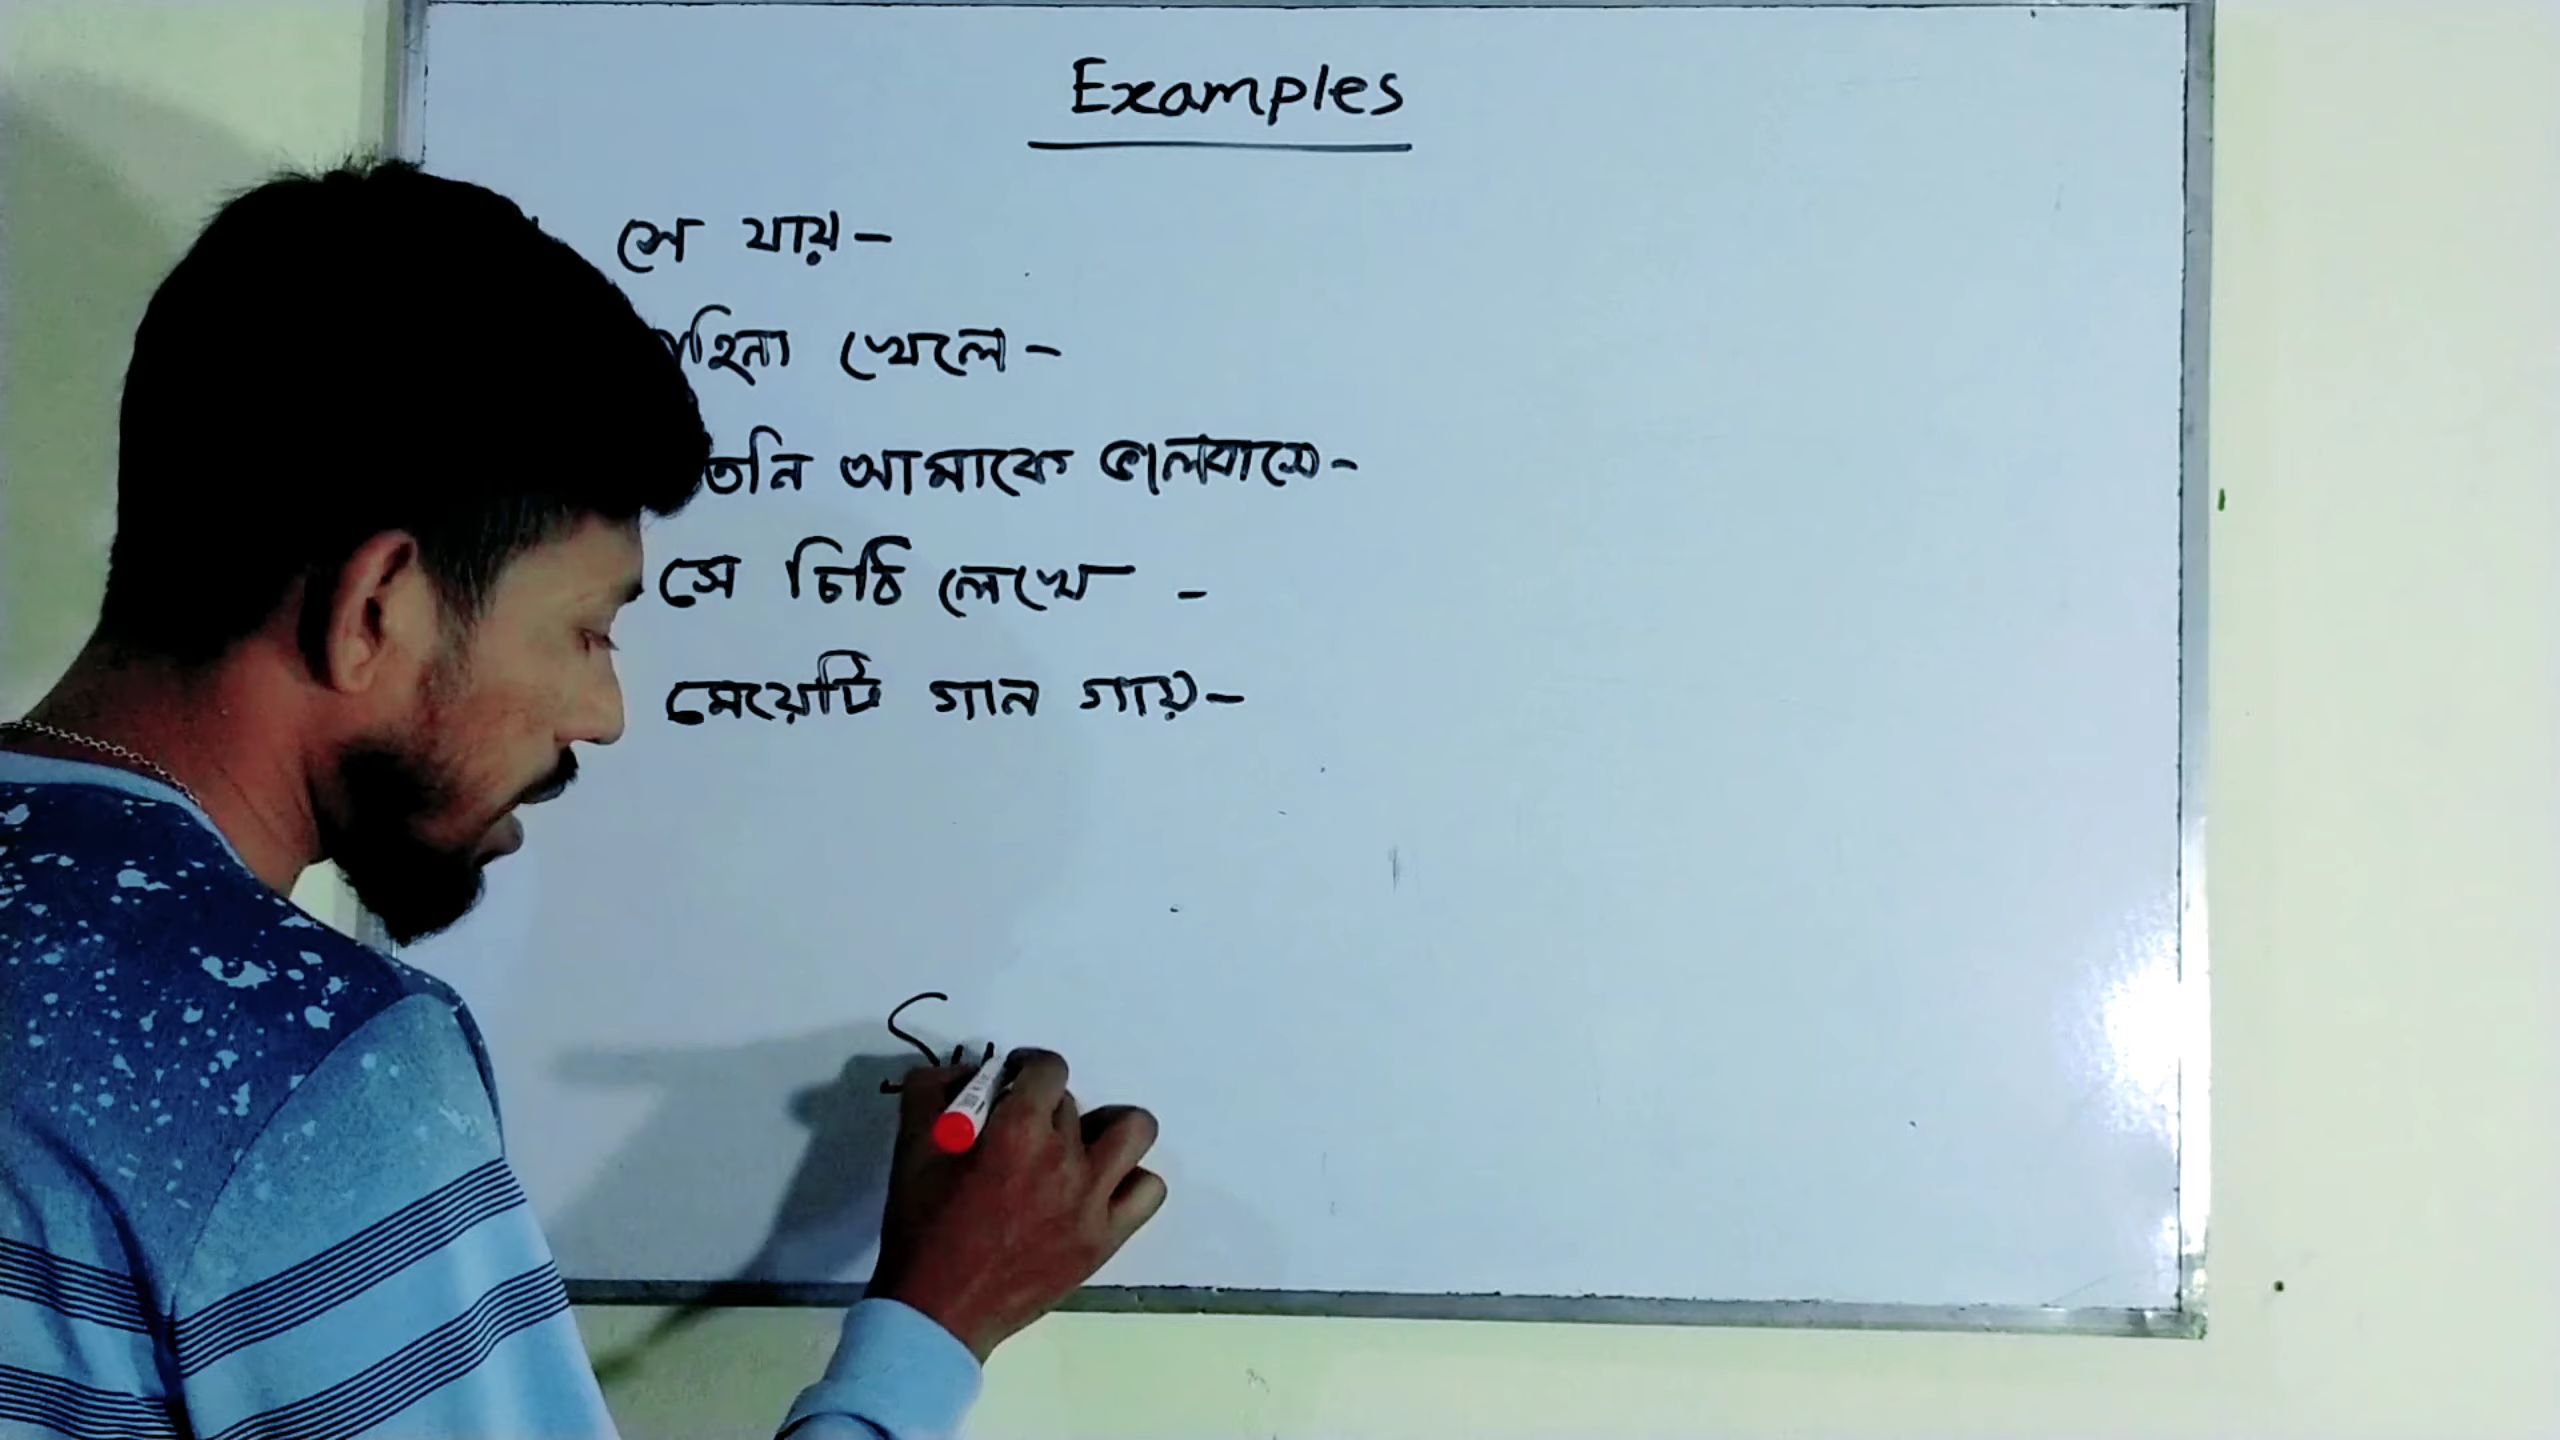 Examples
সে যায় -
খেলে -
আমাকে ভালবাসে -
সে চিঠি লেখে -
মেয়েটি গান গায় -